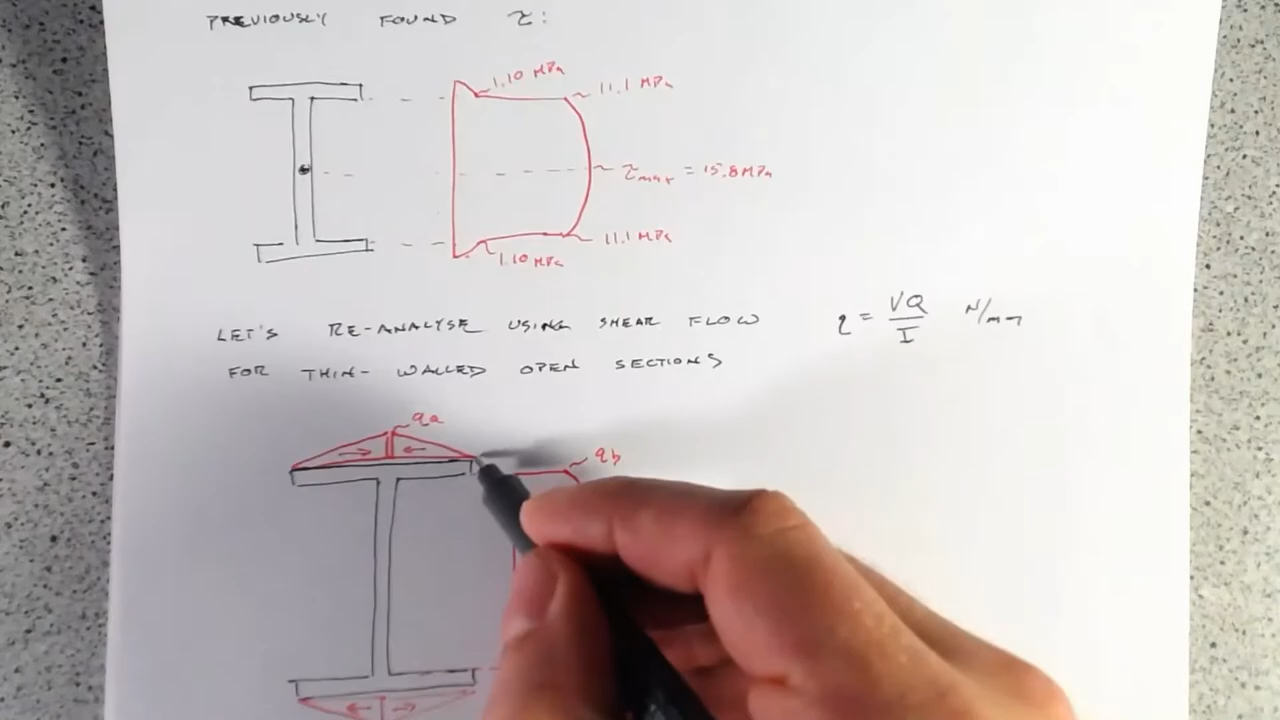 PREVIOUSLY FOUND τ:
1.10 MPa
11.1 MPa
τmax = 15.8 MPa
11.1 MPa
1.10 MPa
LET'S RE-ANALYSE USING SHEAR FLOW
FOR THIN-WALLED OPEN SECTIONS
q = VQ/I N/mm
qa
qb